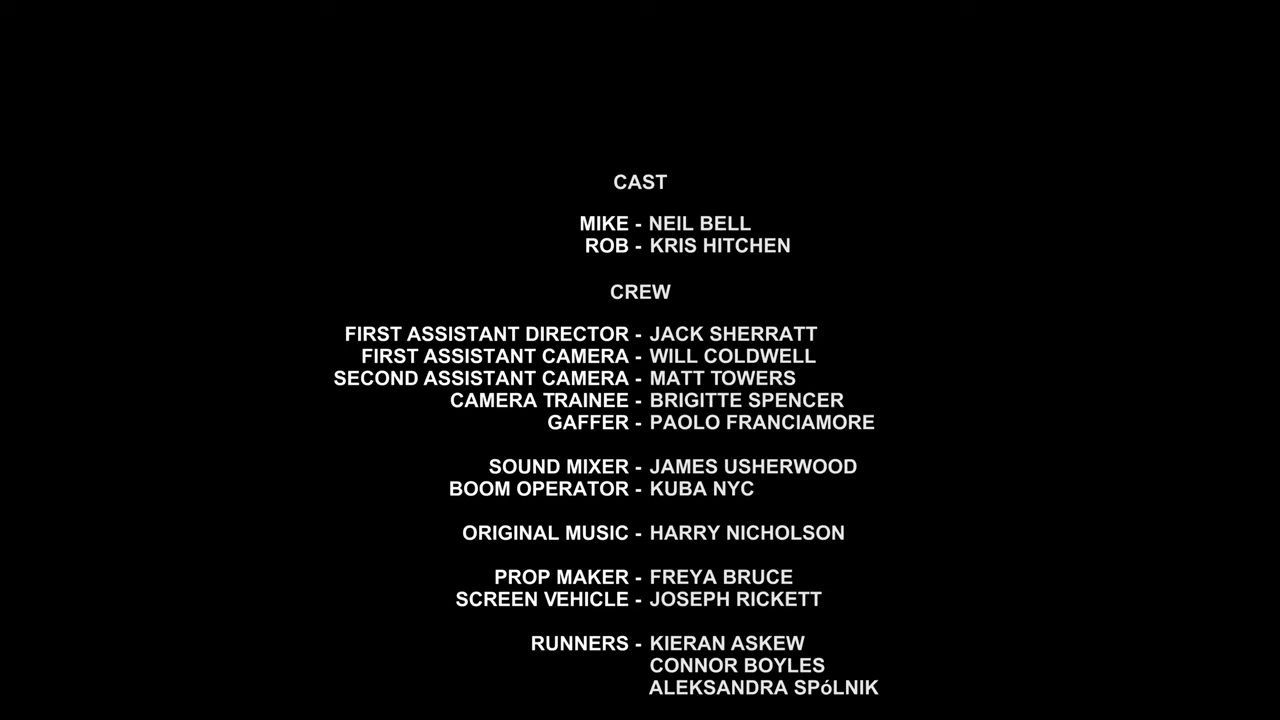 CAST
MIKE - NEIL BELL
ROB - KRIS HITCHEN
CREW
FIRST ASSISTANT DIRECTOR - JACK SHERRATT
FIRST ASSISTANT CAMERA - WILL COLDWELL
SECOND ASSISTANT CAMERA - MATT TOWERS
CAMERA TRAINEE - BRIGITTE SPENCER
GAFFER - PAOLO FRANCIAMORE
SOUND MIXER - JAMES USHERWOOD
BOOM OPERATOR - KUBA NYC
ORIGINAL MUSIC - HARRY NICHOLSON
PROP MAKER - FREYA BRUCE
SCREEN VEHICLE - JOSEPH RICKETT
RUNNERS - KIERAN ASKEW
CONNOR BOYLES
ALEKSANDRA SPóLNIK